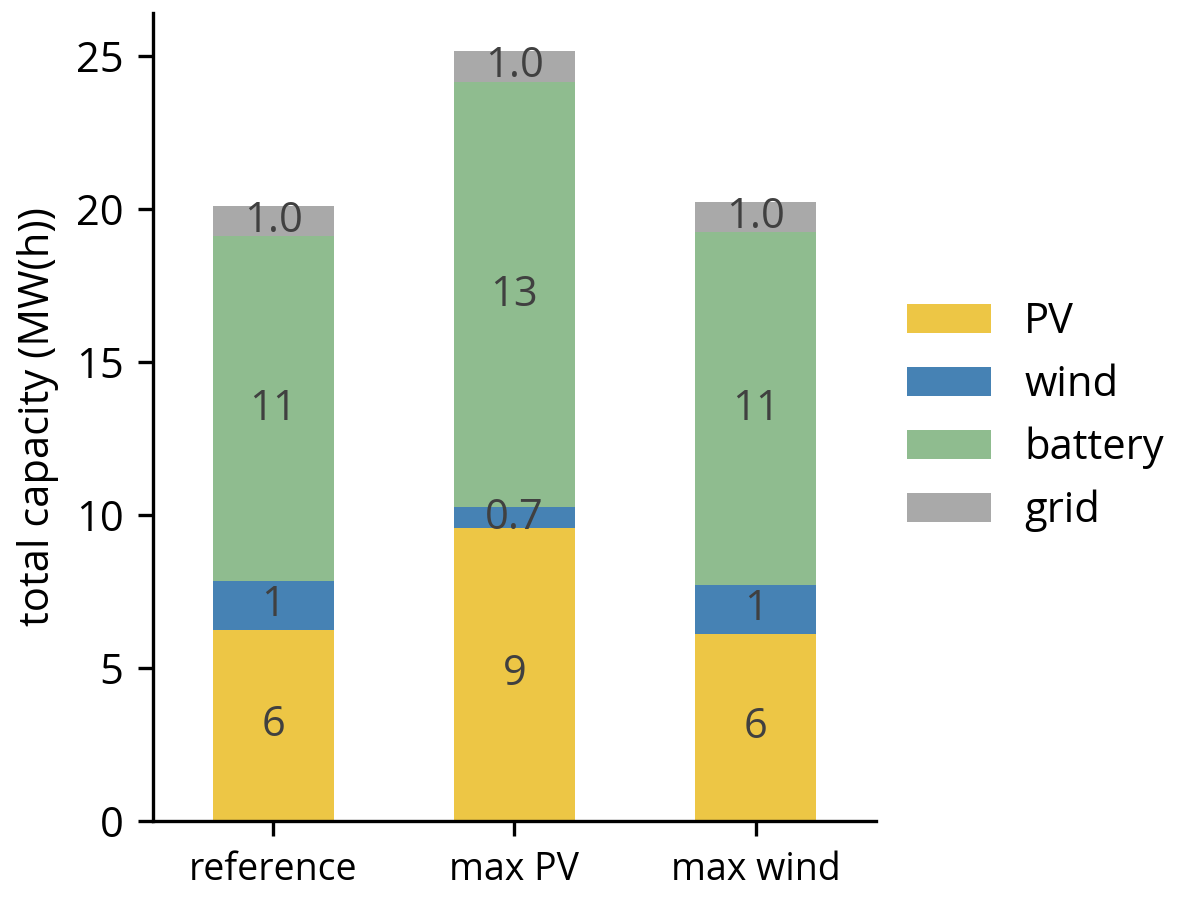 total capacity (MW(h))
25
20
15
10
5
0
1.0
11
1
6
1.0
13
0.7
9
1.0
11
1
6
reference
max PV
max wind
PV
wind
battery
grid